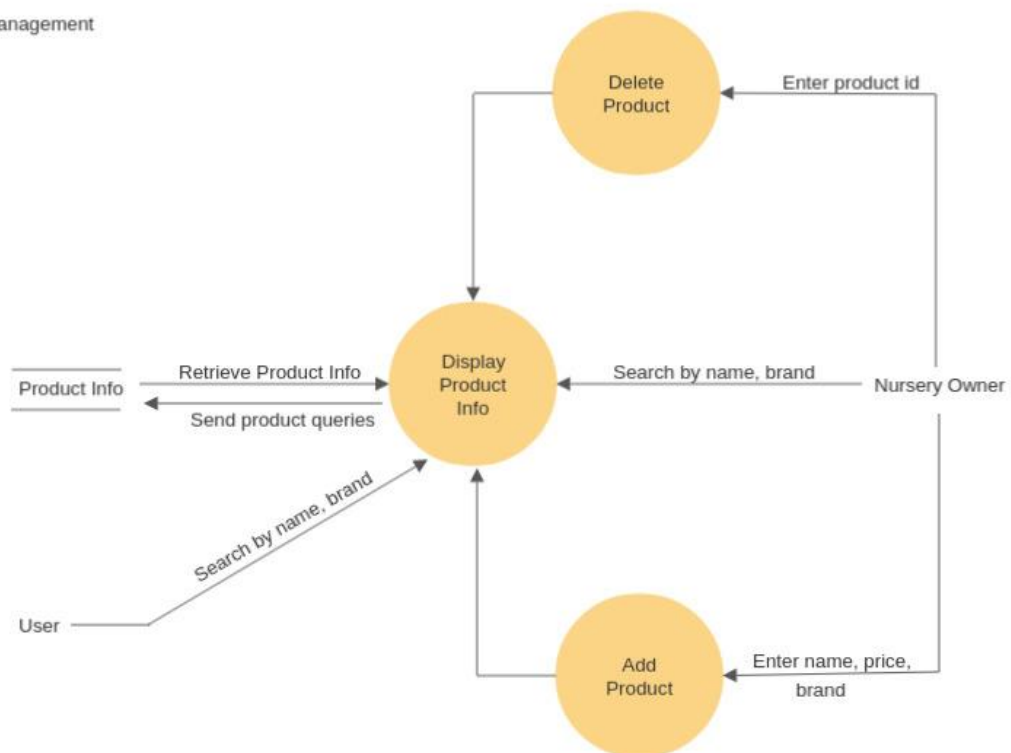 anagement
Delete
Product
Enter product id
Display
Product
Info
Product Info
Retrieve Product Info
Send product queries
Search by name, brand
Nursery Owner
Search by name, brand
User
Add
Product
Enter name, price,
brand